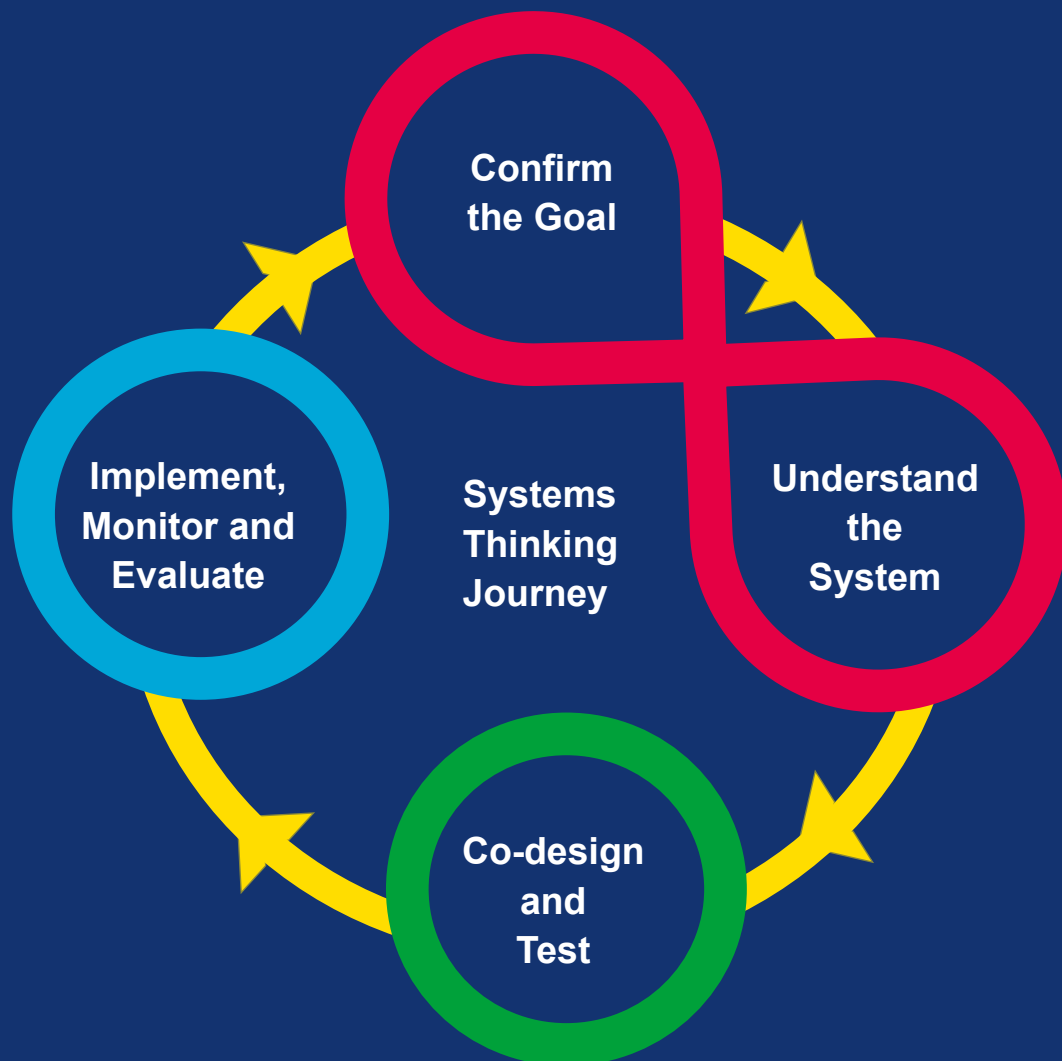 Confirm
the Goal
Understand
the
System
Co-design
and
Test
Implement,
Monitor and
Evaluate
Systems
Thinking
Journey